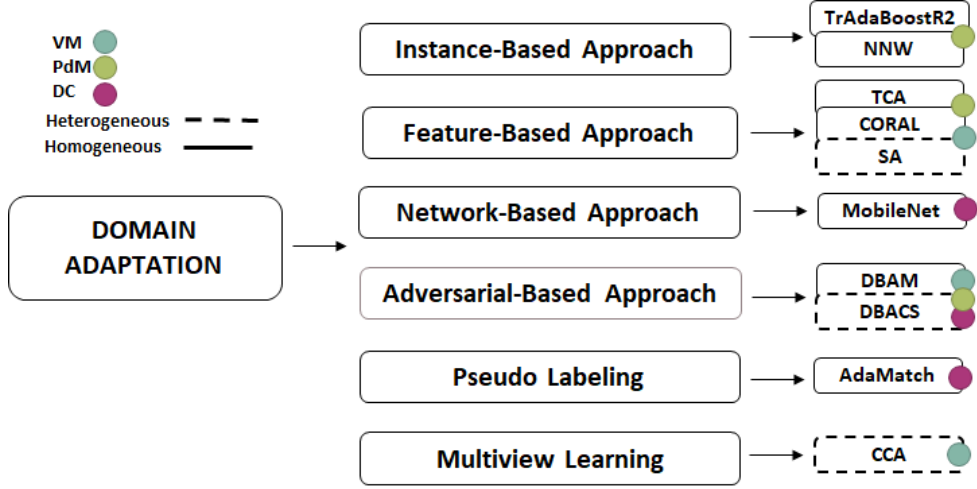 VM
PdM
DC
Heterogeneous
Homogeneous
DOMAIN
ADAPTATION
Instance-Based Approach
TrAdaBoostR2
NNW
Feature-Based Approach
TCA
CORAL
SA
Network-Based Approach
MobileNet
Adversarial-Based Approach
DBAM
DBACS
Pseudo Labeling
AdaMatch
Multiview Learning
CCA